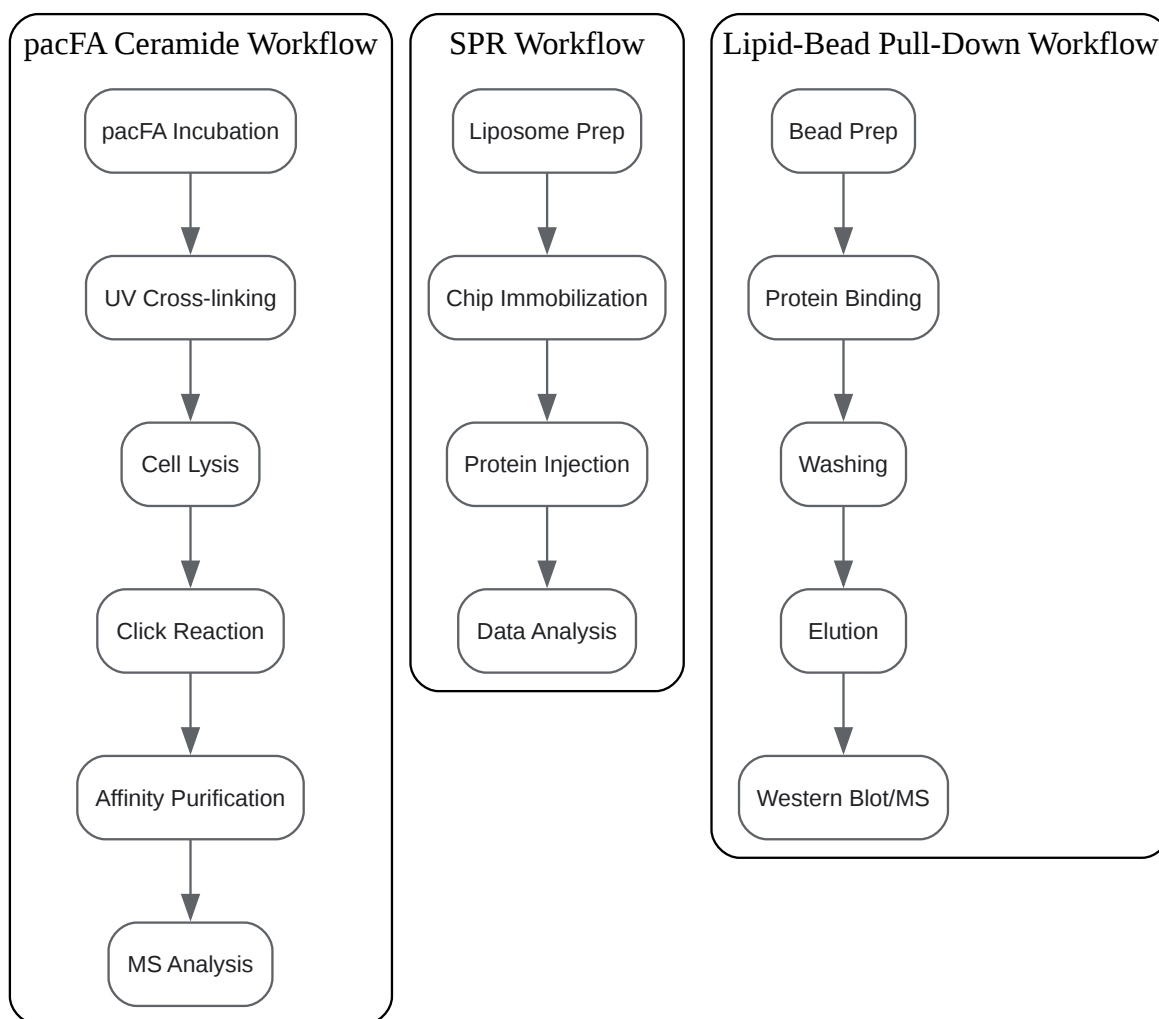 pacFA Ceramide Workflow
pacFA Incubation
UV Cross-linking
Cell Lysis
Click Reaction
Affinity Purification
MS Analysis
SPR Workflow
Liposome Prep
Chip Immobilization
Protein Injection
Data Analysis
Lipid-Bead Pull-Down Workflow
Bead Prep
Protein Binding
Washing
Elution
Western Blot/MS